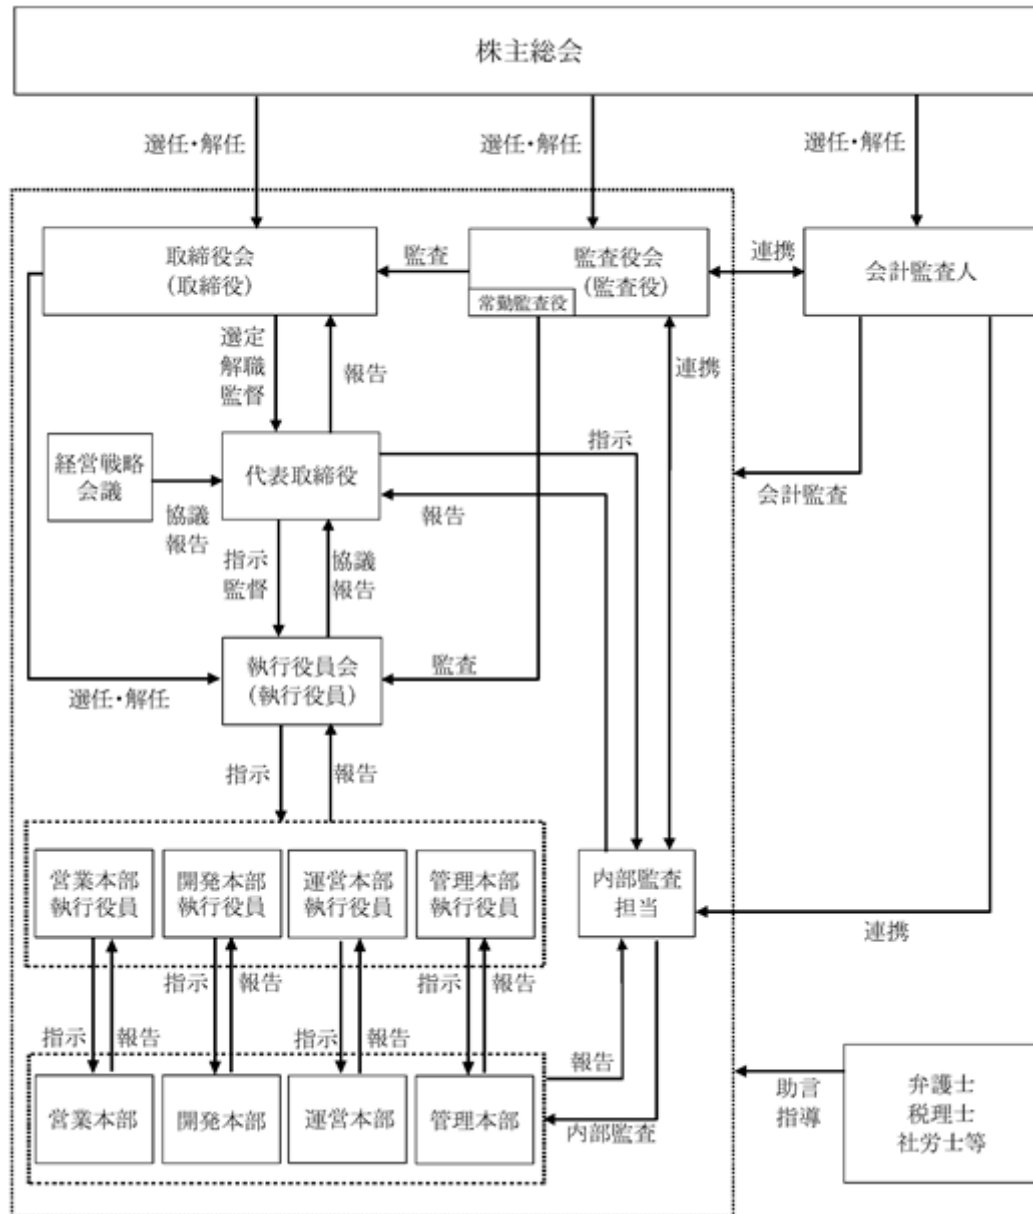 株主総会
選任・解任
選任・解任
選任・解任
取締役会
(取締役)
監査
監査役会
(監査役)
常勤監査役
連携
会計監査人
選定
解職
監督
報告
連携
指示
経営戦略
会議
代表取締役
報告
会計監査
協議
報告
指示
監督
協議
報告
執行役員会
(執行役員)
監査
選任・解任
指示
報告
営業本部
執行役員
開発本部
執行役員
運営本部
執行役員
管理本部
執行役員
内部監査
担当
連携
指示
報告
指示
報告
指示
報告
指示
報告
営業本部
開発本部
運営本部
管理本部
報告
内部監査
助言
指導
弁護士
税理士
社労士等